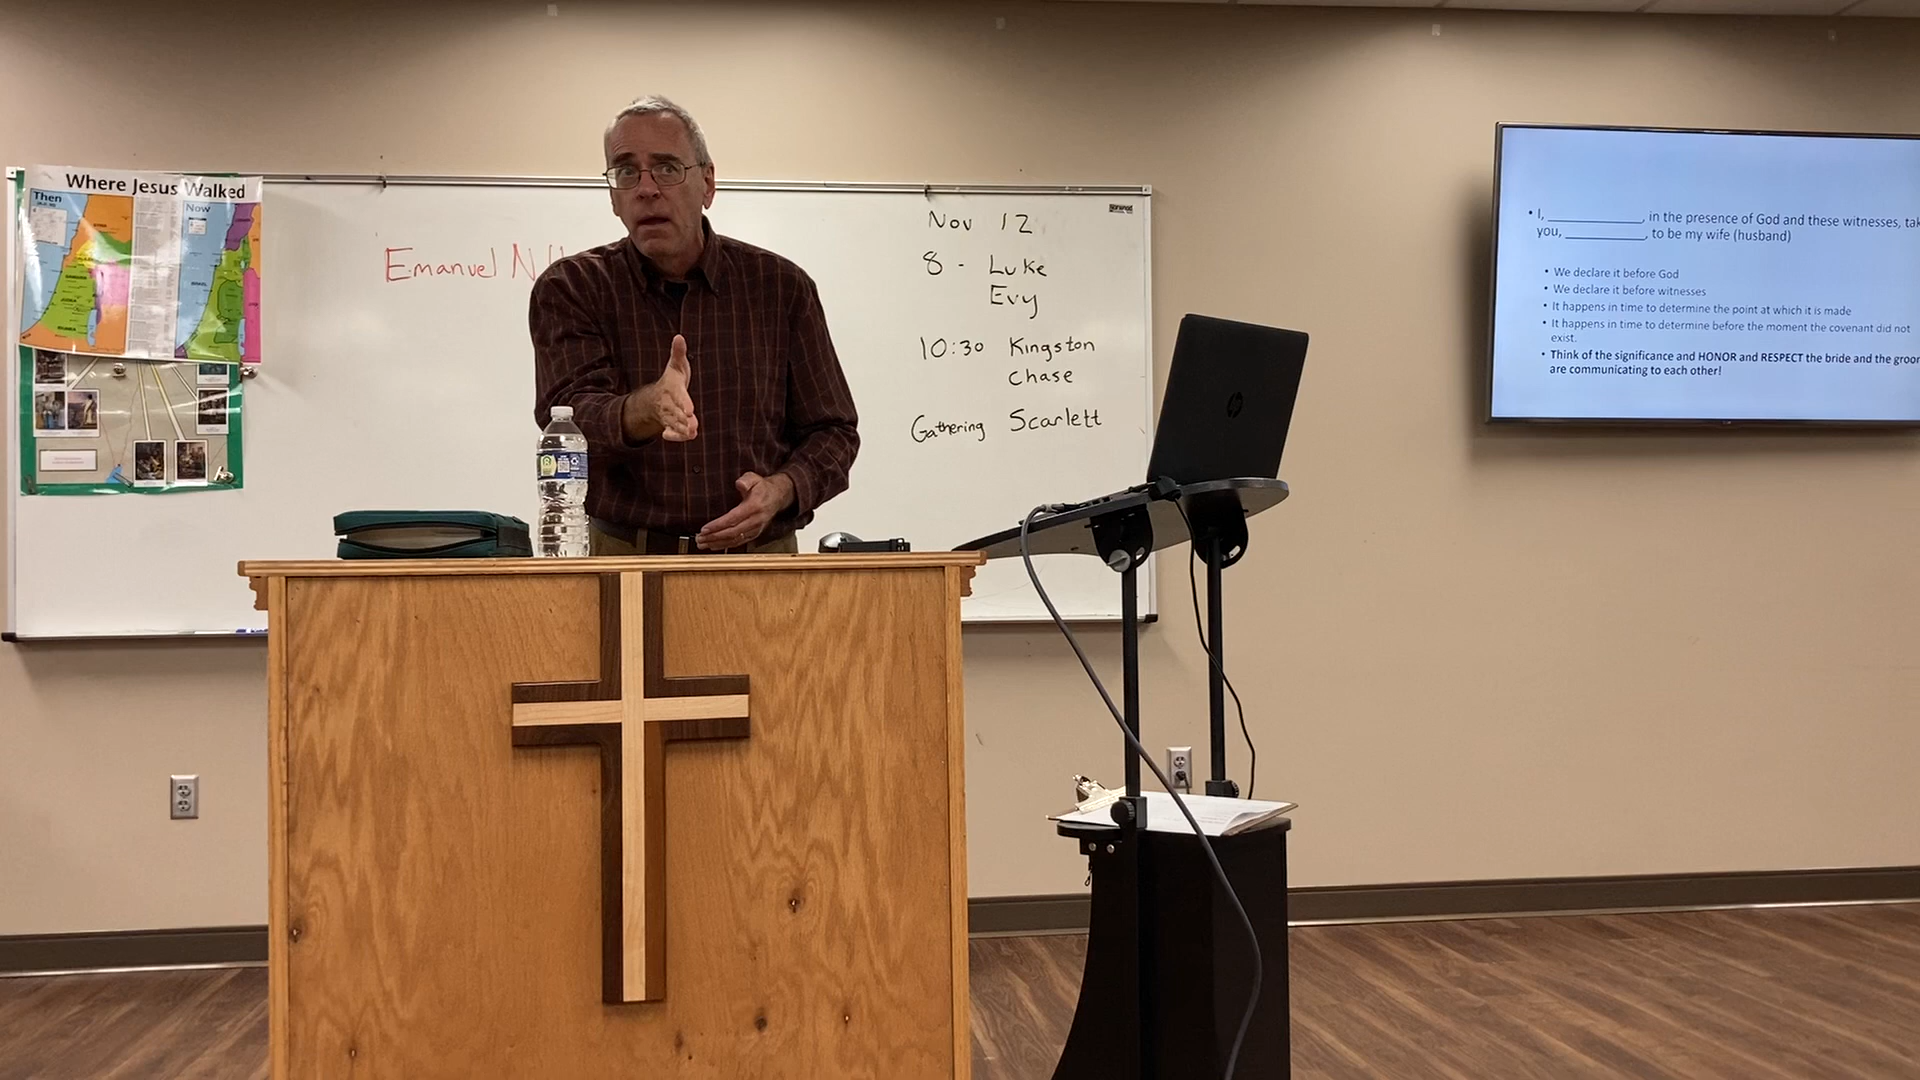 Where Jesus Walked
Then
Now
Emanuel
Nov 12
8 - Luke
Evy
10:30 Kingston
Chase
Gathering Scarlett
• I, ____________, in the presence of God and these witnesses, tak
you, __________, to be my wife (husband)
• We declare it before God
• We declare it before witnesses
• It happens in time to determine the point at which it is made
• It happens in time to determine before the moment the covenant did not
exist.
• Think of the significance and HONOR and RESPECT the bride and the groo
are communicating to each other!
hp